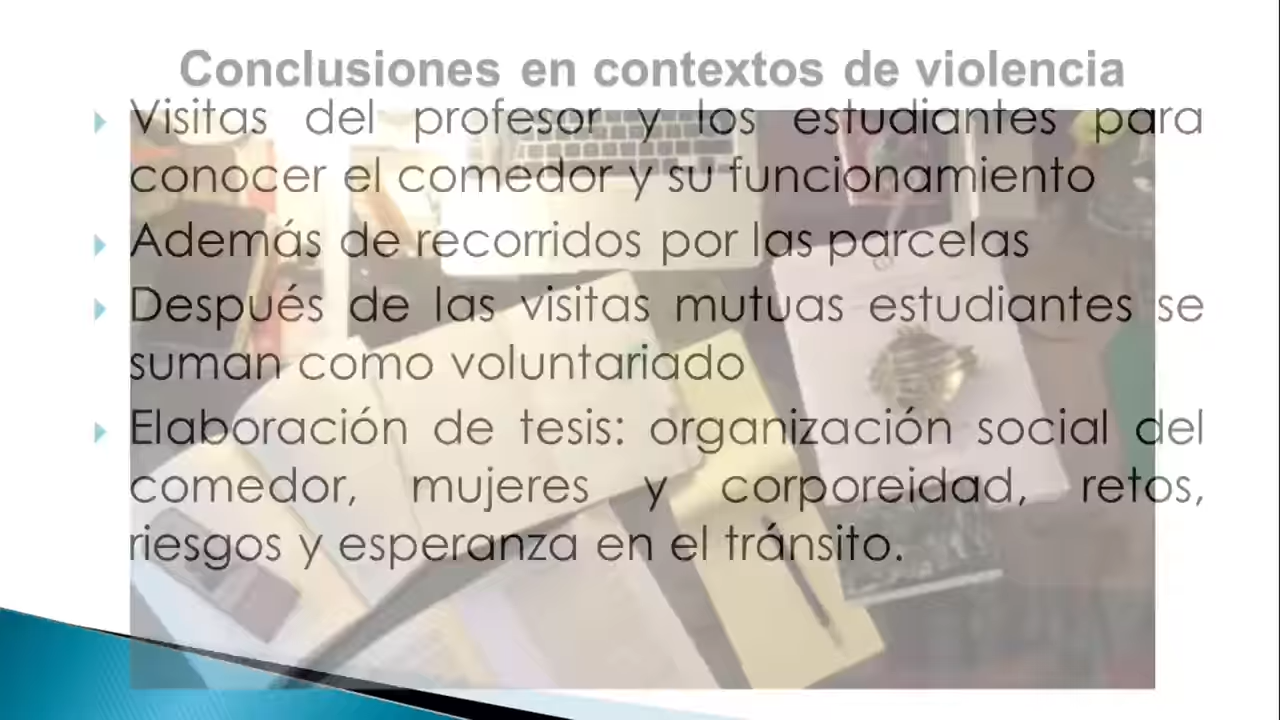 Conclusiones en contextos de violencia
Visitas del profesor y los estudiantes para
conocer el comedor y su funcionamiento
Además de recorridos por las parcelas
Después de las visitas mutuas estudiantes se
suman como voluntariado
Elaboración de tesis: organización social del
comedor, mujeres y corporeidad, retos,
riesgos y esperanza en el tránsito.